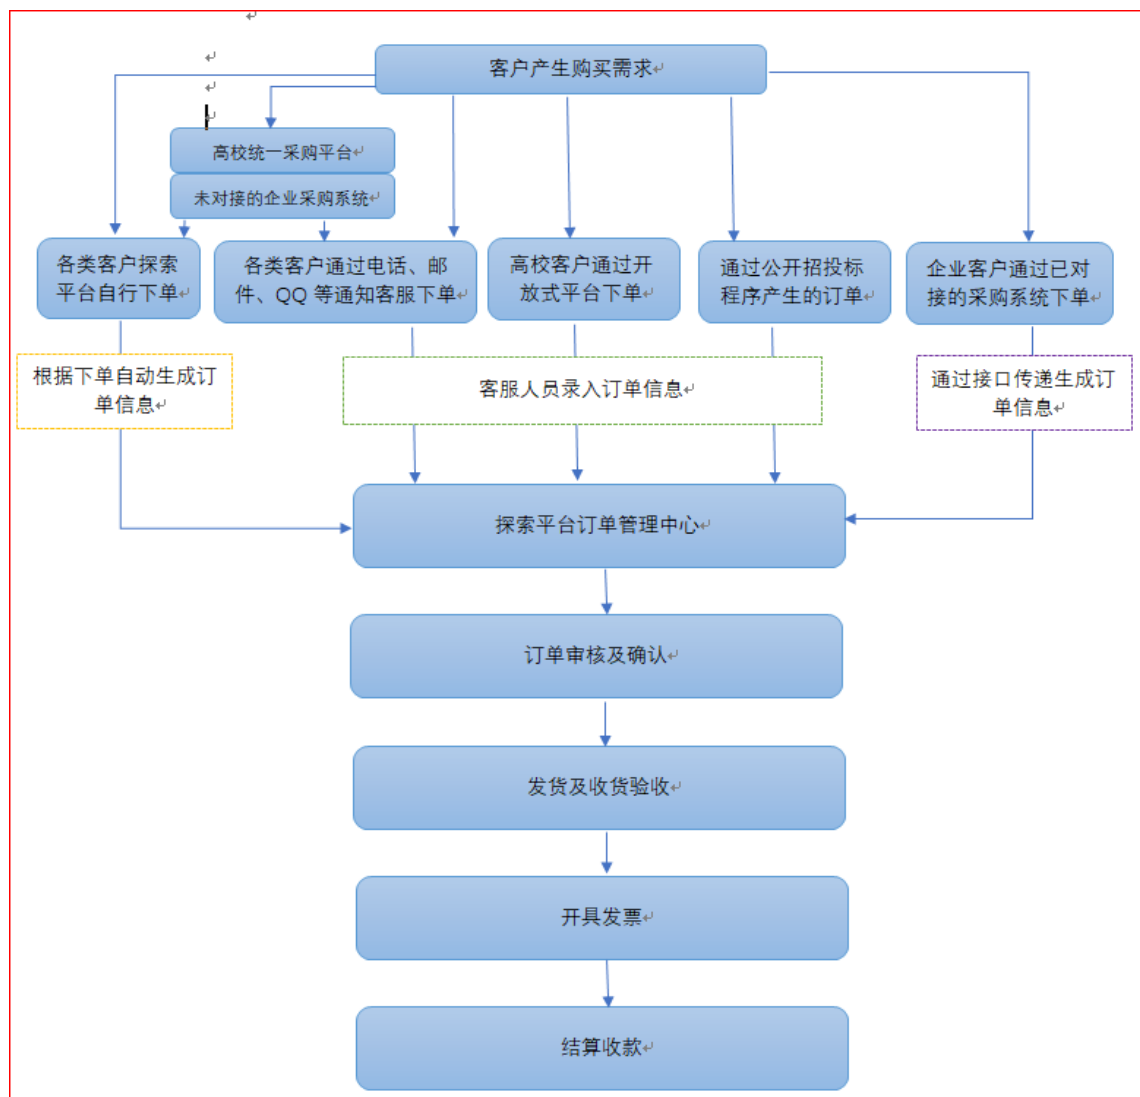 客户产生购买需求
高校统一采购平台
未对接的企业采购系统
各类客户探索
平台自行下单
各类客户通过电话、邮
件、QQ 等通知客服下单
高校客户通过开
放式平台下单
通过公开招投标
程序产生的订单
企业客户通过已对
接的采购系统下单
根据下单自动生成订
单信息
客服人员录入订单信息
通过接口传递生成订
单信息
探索平台订单管理中心
订单审核及确认
发货及收货验收
开具发票
结算收款